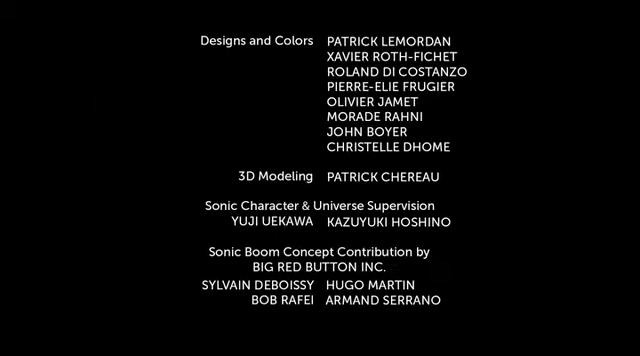 Designs and Colors PATRICK LEMORDAN
XAVIER ROTH-FICHET
ROLAND DI COSTANZO
PIERRE-ELIE FRUGIER
OLIVIER JAMET
MORADE RAHNI
JOHN BOYER
CHRISTELLE DHOME
3D Modeling PATRICK CHEREAU
Sonic Character & Universe Supervision
YUJI UEKAWA KAZUYUKI HOSHINO
Sonic Boom Concept Contribution by
BIG RED BUTTON INC.
SYLVAIN DEBOISSY HUGO MARTIN
BOB RAFEI ARMAND SERRANO